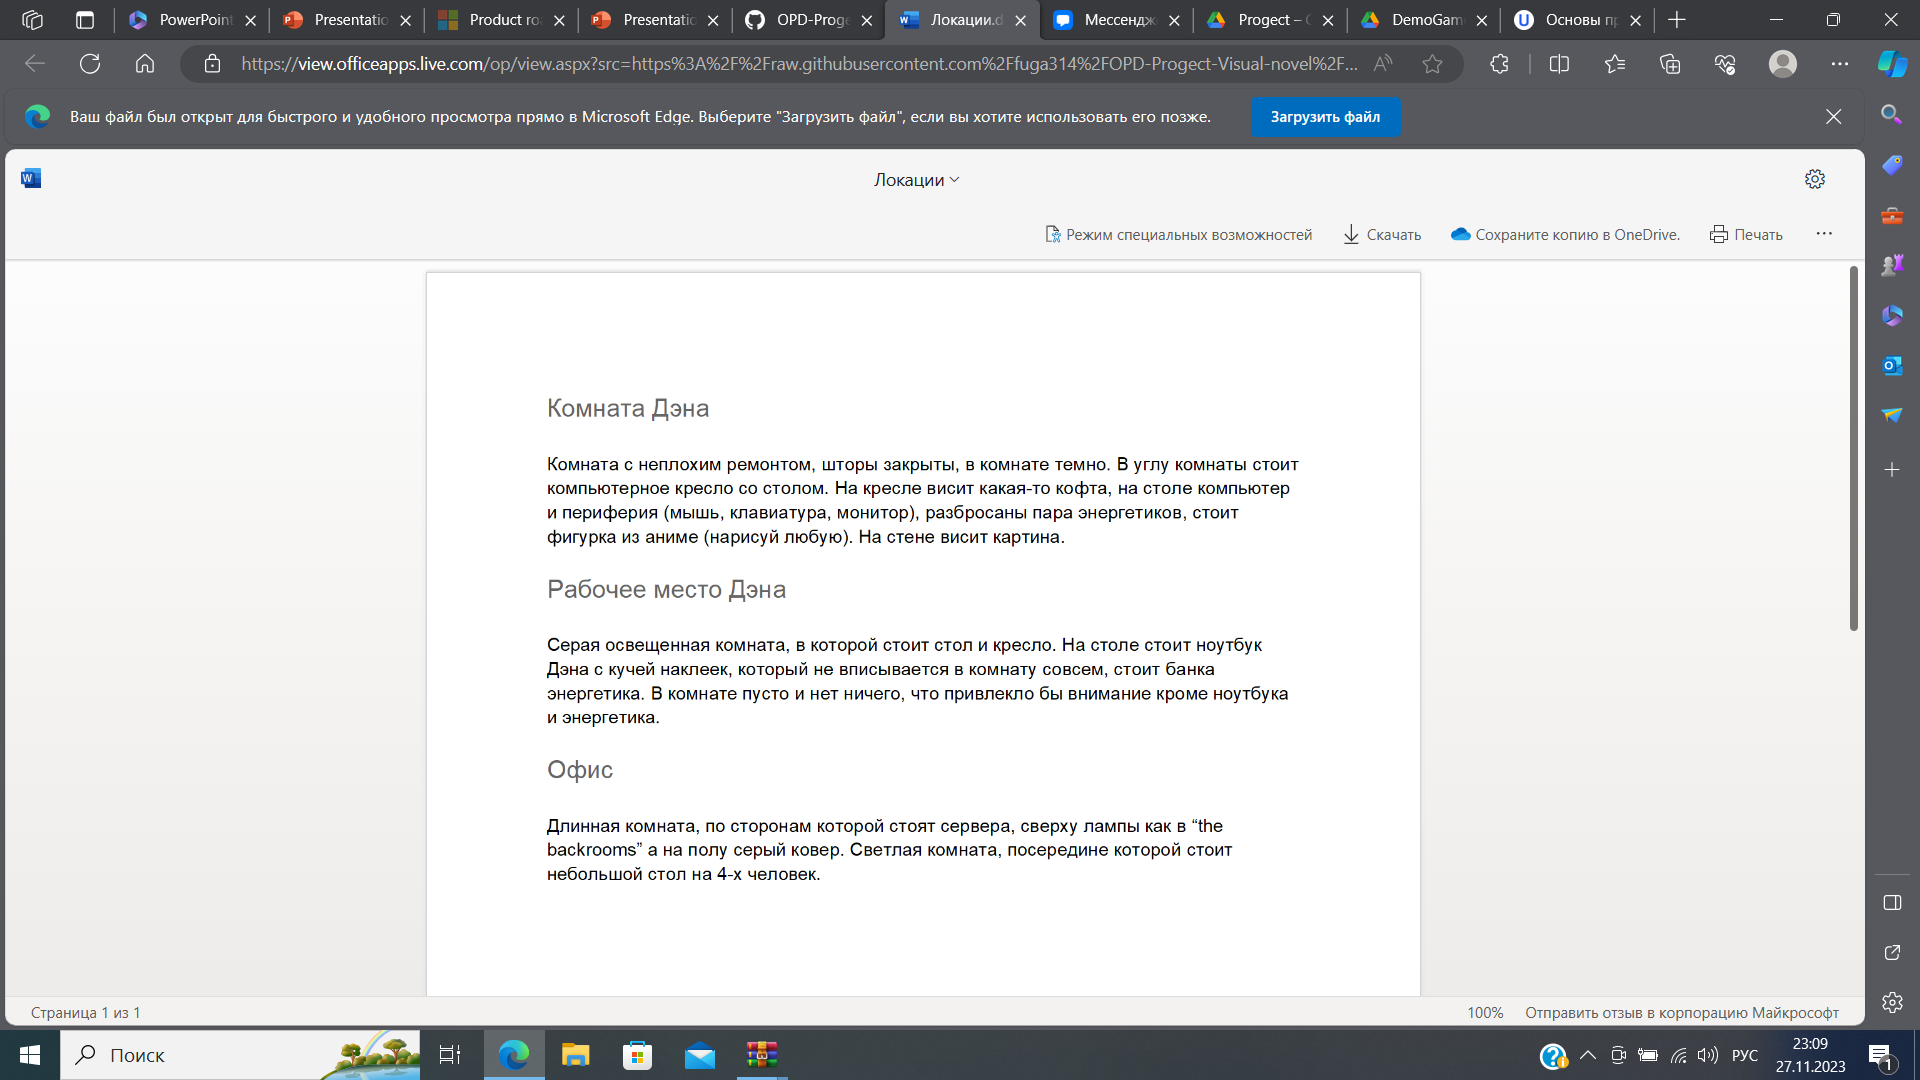 PowerPoint
Presentatio
Product ro
Presentatio
OPD-Proge
Локации.d
Мессендж
Progect –
DemoGam
Основы пр
https://view.officeapps.live.com/op/view.aspx?src=https%3A%2F%2Fraw.githubusercontent.com%2Ffuga314%2FOPD-Progect-Visual-novel%2F...
Ваш файл был открыт для быстрого и удобного просмотра прямо в Microsoft Edge. Выберите "Загрузить файл", если вы хотите использовать его позже.
Загрузить файл
Локации
Режим специальных возможностей
Скачать
Сохраните копию в OneDrive.
Печать
Комната Дэна
Комната с неплохим ремонтом, шторы закрыты, в комнате темно. В углу комнаты стоит
компьютерное кресло со столом. На кресле висит какая-то кофта, на столе компьютер
и периферия (мышь, клавиатура, монитор), разбросаны пара энергетиков, стоит
фигурка из аниме (нарисуй любую). На стене висит картина.
Рабочее место Дэна
Серая освещенная комната, в которой стоит стол и кресло. На столе стоит ноутбук
Дэна с кучей наклеек, который не вписывается в комнату совсем, стоит банка
энергетика. В комнате пусто и нет ничего, что привлекло бы внимание кроме ноутбука
и энергетика.
Офис
Длинная комната, по сторонам которой стоят сервера, сверху лампы как в “the
backrooms” а на полу серый ковер. Светлая комната, посередине которой стоит
небольшой стол на 4-х человек.
Страница 1 из 1
100%
Отправить отзыв в корпорацию Майкрософт
Поиск
РУС
23:09
27.11.2023
1